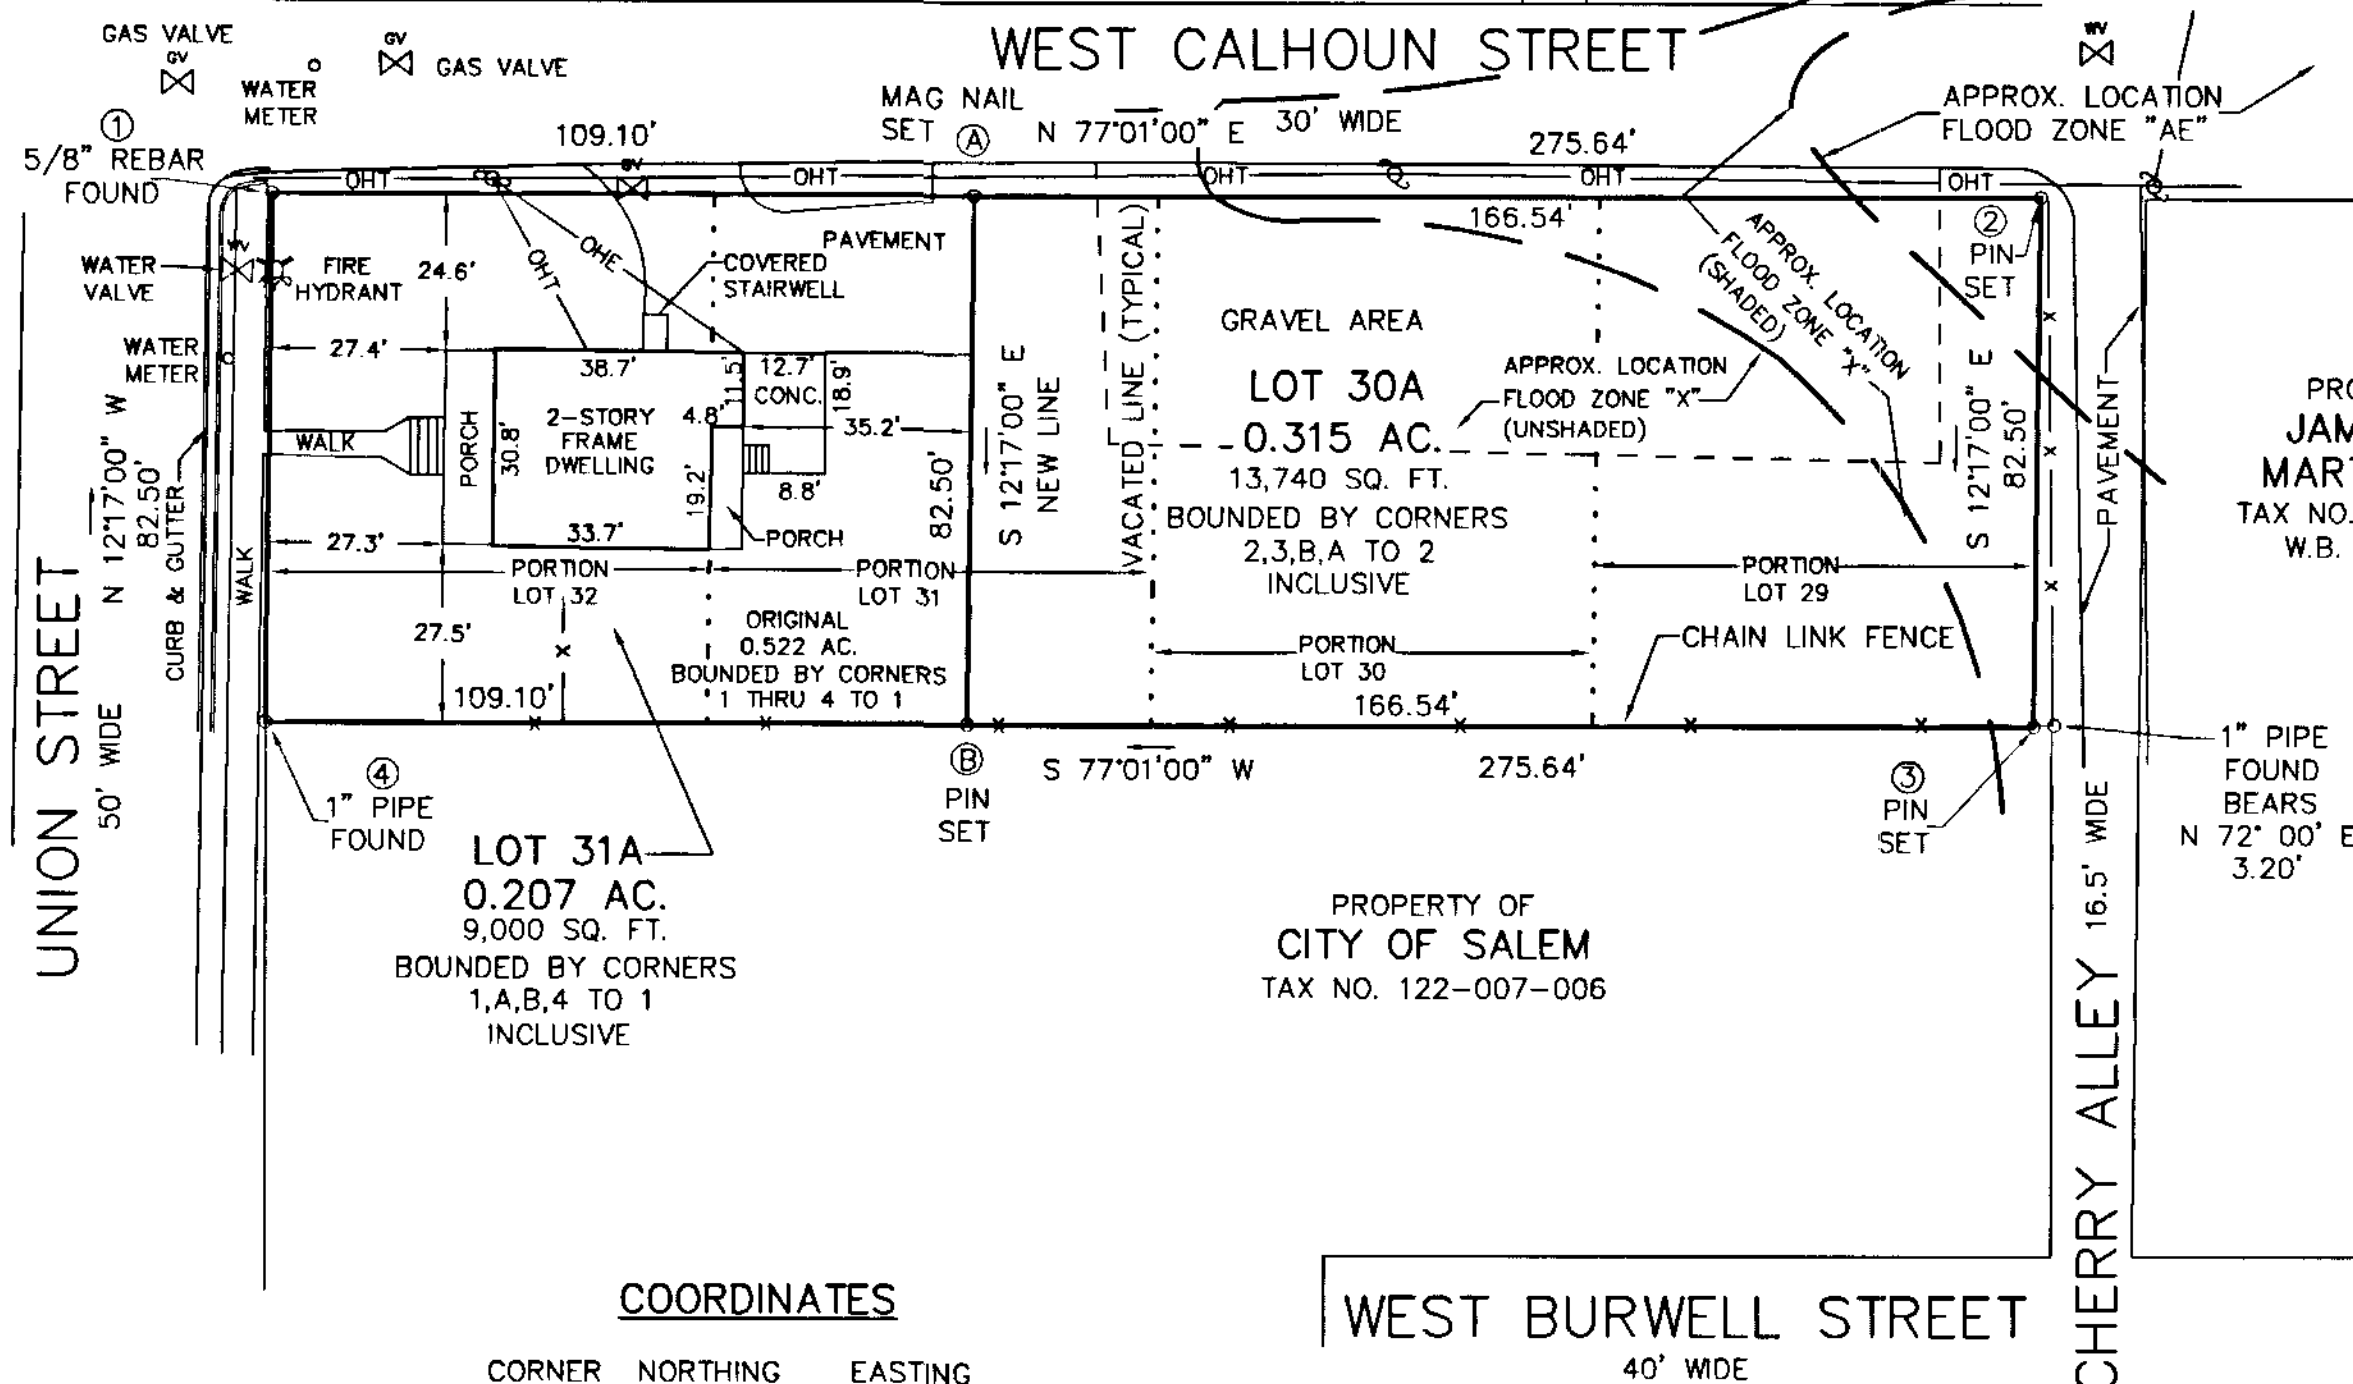 WEST CALHOUN STREET
30' WIDE
GAS VALVE
GV
GV
GAS VALVE
WATER
METER
WV
①
5/8" REBAR
FOUND
109.10'
MAG NAIL
SET
Ⓐ
N 77°01'00" E
275.64'
APPROX. LOCATION
FLOOD ZONE "AE"
GV
OHT
OHT
OHT
OHT
OHT
WV
WATER
VALVE
FIRE
HYDRANT
24.6'
OHT
OHE
PAVEMENT
COVERED
STAIRWELL
166.54'
②
PIN
SET
APPROX. LOCATION
FLOOD ZONE "X"
(SHADED)
WATER
METER
27.4'
38.7'
11.5'
12.7'
CONC.
18.9'
2-STORY
FRAME
DWELLING
4.8'
35.2'
WALK
PORCH
30.8'
19.2'
8.8'
PORCH
27.3'
33.7'
82.50'
S 12°17'00" E
NEW LINE
VACATED LINE (TYPICAL)
GRAVEL AREA
LOT 30A
0.315 AC.
13,740 SQ. FT.
BOUNDED BY CORNERS
2,3,B,A TO 2
INCLUSIVE
APPROX. LOCATION
FLOOD ZONE "X"
(UNSHADED)
S 12°17'00" E
82.50'
PAVEMENT
PRO
JAM
MART
TAX NO.
W.B.
UNION STREET
50' WIDE
N 12°17'00" W
82.50'
CURB & GUTTER
WALK
PORTION
LOT 32
PORTION
LOT 31
27.5'
ORIGINAL
0.522 AC.
BOUNDED BY CORNERS
1 THRU 4 TO 1
PORTION
LOT 30
PORTION
LOT 29
CHAIN LINK FENCE
109.10'
166.54'
④
1" PIPE
FOUND
Ⓑ
PIN
SET
S 77°01'00" W
275.64'
③
PIN
SET
1" PIPE
FOUND
BEARS
N 72° 00' E
3.20'
LOT 31A
0.207 AC.
9,000 SQ. FT.
BOUNDED BY CORNERS
1,A,B,4 TO 1
INCLUSIVE
PROPERTY OF
CITY OF SALEM
TAX NO. 122-007-006
CHERRY ALLEY 16.5' WIDE
COORDINATES
CORNER NORTHING EASTING
WEST BURWELL STREET
40' WIDE